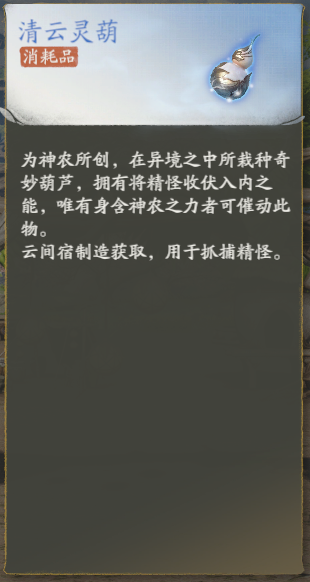 清云灵葫
消耗品
为神农所创，在异境之中所栽种奇
妙葫芦，拥有将精怪收伏入内之
能，唯有身含神农之力者可催动此
物。
云间宿制造获取，用于抓捕精怪。